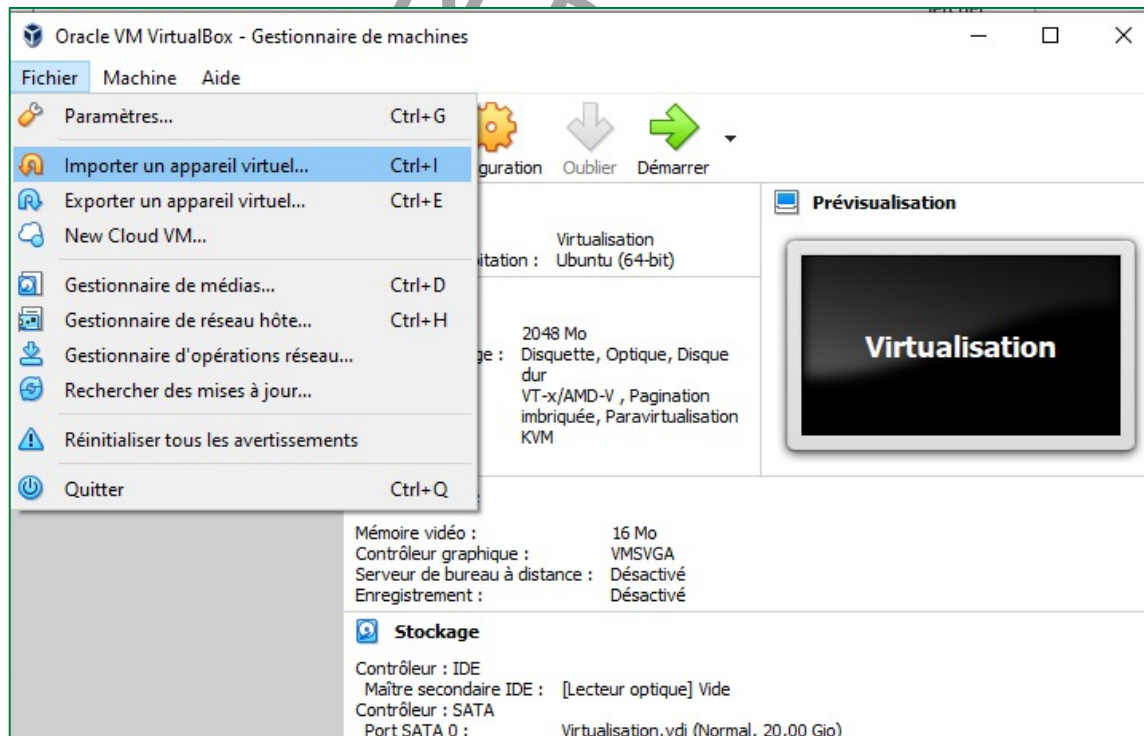 Oracle VM VirtualBox - Gestionnaire de machines
Fichier Machine Aide
Paramètres... Ctrl+G
Importer un appareil virtuel... Ctrl+I
Exporter un appareil virtuel... Ctrl+E
New Cloud VM...
Gestionnaire de médias... Ctrl+D
Gestionnaire de réseau hôte... Ctrl+H
Gestionnaire d'opérations réseau...
Rechercher des mises à jour...
Réinitialiser tous les avertissements
Quitter Ctrl+Q
guration Oublier Démarrer
Prévisualisation
Virtualisation
itation : Ubuntu (64-bit)
2048 Mo
ge : Disquette, Optique, Disque
dur
VT-x/AMD-V , Pagination
imbriquée, Paravirtualisation
KVM
Virtualisation
Mémoire vidéo : 16 Mo
Contrôleur graphique : VMSVGA
Serveur de bureau à distance : Désactivé
Enregistrement : Désactivé
Stockage
Contrôleur : IDE
Maître secondaire IDE : [Lecteur optique] Vide
Contrôleur : SATA
Port SATA 0 : Virtualisation.vdi (Normal, 20,00 Gio)